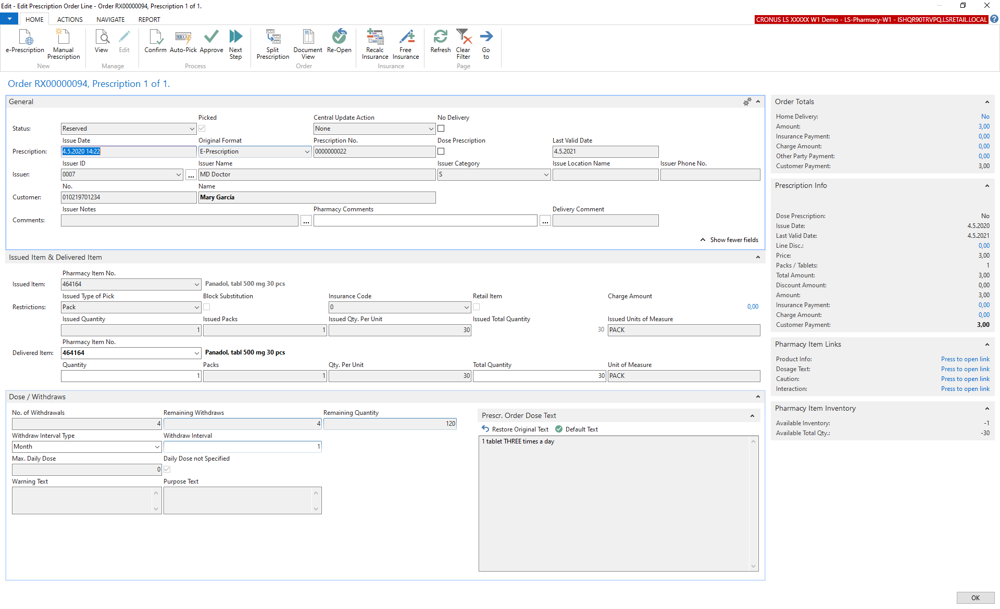 Edit - Edit Prescription Order Line - Order RX00000094, Prescription 1 of 1.
HOME ACTIONS NAVIGATE REPORT
CRONUS LS XXXXX W1 Demo - LS-Pharmacy-W1 - ISHQR90TRVPQ.LSRETAIL.LOCAL
e-Prescription Manual Prescription View Edit Confirm Auto-Pick Approve Next Step Split Prescription Document View Re-Open Recalc Insurance Free Insurance Refresh Clear Filter Go to
New Manage Process Order Insurance Page
Order RX00000094, Prescription 1 of 1.
General
Picked Central Update Action No Delivery
Status: Reserved None
Issue Date Original Format Prescription No. Dose Prescription Last Valid Date
Prescription: 4.5.2020 14:22 E-Prescription 0000000022 4.5.2021
Issuer ID Issuer Name Issuer Category Issue Location Name Issuer Phone No.
Issuer: 0007 ... MD Doctor S
No. Name
Customer: 010219701234 Mary García
Issuer Notes Pharmacy Comments Delivery Comment
Comments: ... ...
Show fewer fields
Issued Item & Delivered Item
Pharmacy Item No.
Issued Item: 464164 Panadol, tabl 500 mg 30 pcs
Issued Type of Pick Block Substitution Insurance Code Retail Item Charge Amount
Restrictions: Pack 0 0,00
Issued Quantity Issued Packs Issued Qty. Per Unit Issued Total Quantity Issued Units of Measure
1 1 30 30 PACK
Pharmacy Item No.
Delivered Item: 464164 Panadol, tabl 500 mg 30 pcs
Quantity Packs Qty. Per Unit Total Quantity Unit of Measure
1 1 30 30 PACK
Dose / Withdraws
No. of Withdrawals Remaining Withdraws Remaining Quantity
4 4 120
Withdraw Interval Type Withdraw Interval
Month 1
Max. Daily Dose Daily Dose not Specified
0
Warning Text Purpose Text
Prescr. Order Dose Text
Restore Original Text Default Text
1 tablet THREE times a day
Order Totals
Home Delivery: No
Amount: 3,00
Insurance Payment: 0,00
Charge Amount: 0,00
Other Party Payment: 0,00
Customer Payment: 3,00
Prescription Info
Dose Prescription: No
Issue Date: 4.5.2020
Last Valid Date: 4.5.2021
Line Disc.: 0,00
Price: 3,00
Packs / Tablets: 1
Total Amount: 3,00
Discount Amount: 0,00
Amount: 3,00
Insurance Payment: 0,00
Charge Amount: 0,00
Customer Payment: 3,00
Pharmacy Item Links
Product Info: Press to open link
Dosage Text: Press to open link
Caution: Press to open link
Interaction: Press to open link
Pharmacy Item Inventory
Available Inventory: -1
Available Total Qty.: -30
OK